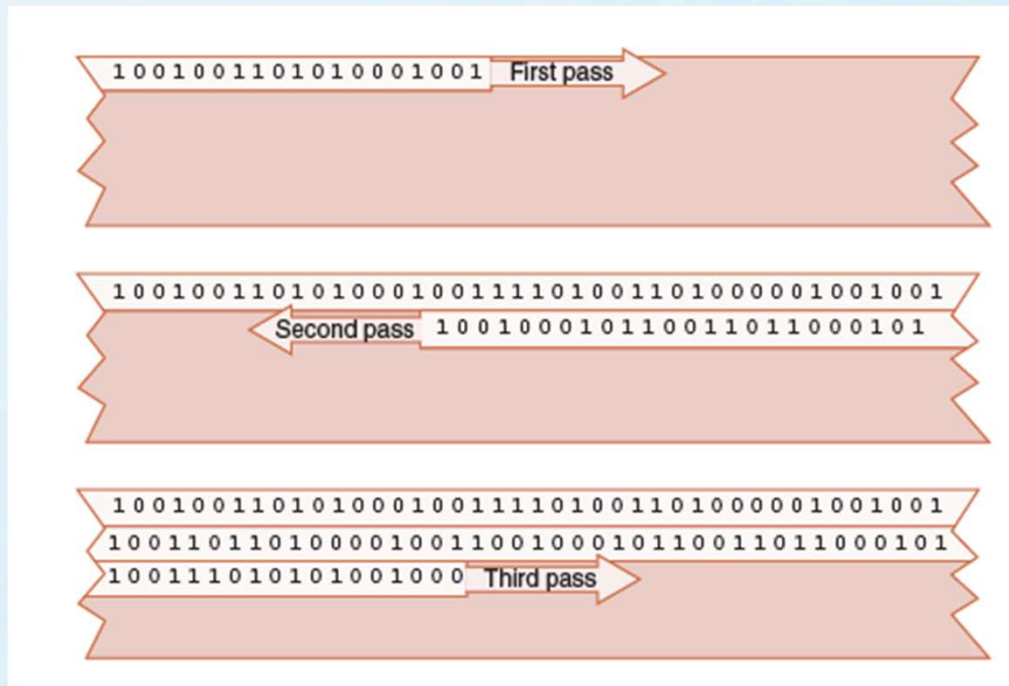 1 0 0 1 0 0 1 1 0 1 0 1 0 0 0 1 0 0 1 First pass
1 0 0 1 0 0 1 1 0 1 0 1 0 0 0 1 0 0 1 1 1 1 0 1 0 0 1 1 0 1 0 0 0 0 0 1 0 0 1 0 0 1
Second pass 1 0 0 1 0 0 0 1 0 1 1 0 0 1 1 0 1 1 0 0 0 1 0 1
1 0 0 1 0 0 1 1 0 1 0 1 0 0 0 1 0 0 1 1 1 1 0 1 0 0 1 1 0 1 0 0 0 0 0 1 0 0 1 0 0 1
1 0 0 1 1 0 1 1 0 1 0 0 0 0 1 0 0 1 1 0 0 1 0 0 0 1 0 1 1 0 0 1 1 0 1 1 0 0 0 1 0 1
1 0 0 1 1 1 0 1 0 1 0 1 0 0 1 0 0 0 Third pass